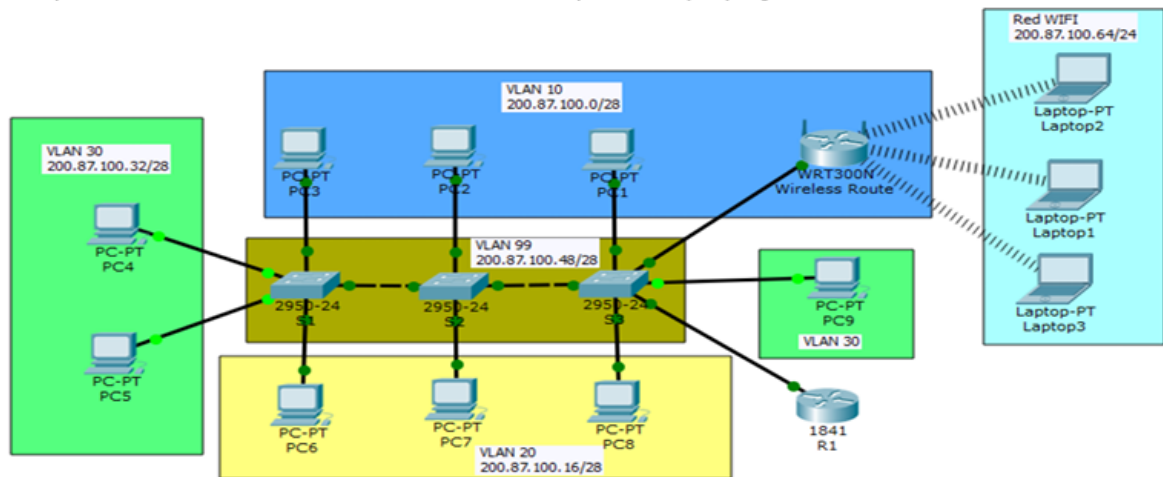 Red WIFI
200.87.100.64/24
Laptop-PT
Laptop2
Laptop-PT
Laptop1
Laptop-PT
Laptop3
VLAN 10
200.87.100.0/28
PC-PT
PC3
PC-PT
PC2
PC-PT
PC1
WRT300N
Wireless Route
VLAN 30
200.87.100.32/28
PC-PT
PC4
PC-PT
PC5
VLAN 99
200.87.100.48/28
2950-24
S1
2950-24
S2
2950-24
S3
PC-PT
PC9
VLAN 30
PC-PT
PC6
PC-PT
PC7
PC-PT
PC8
VLAN 20
200.87.100.16/28
1841
R1